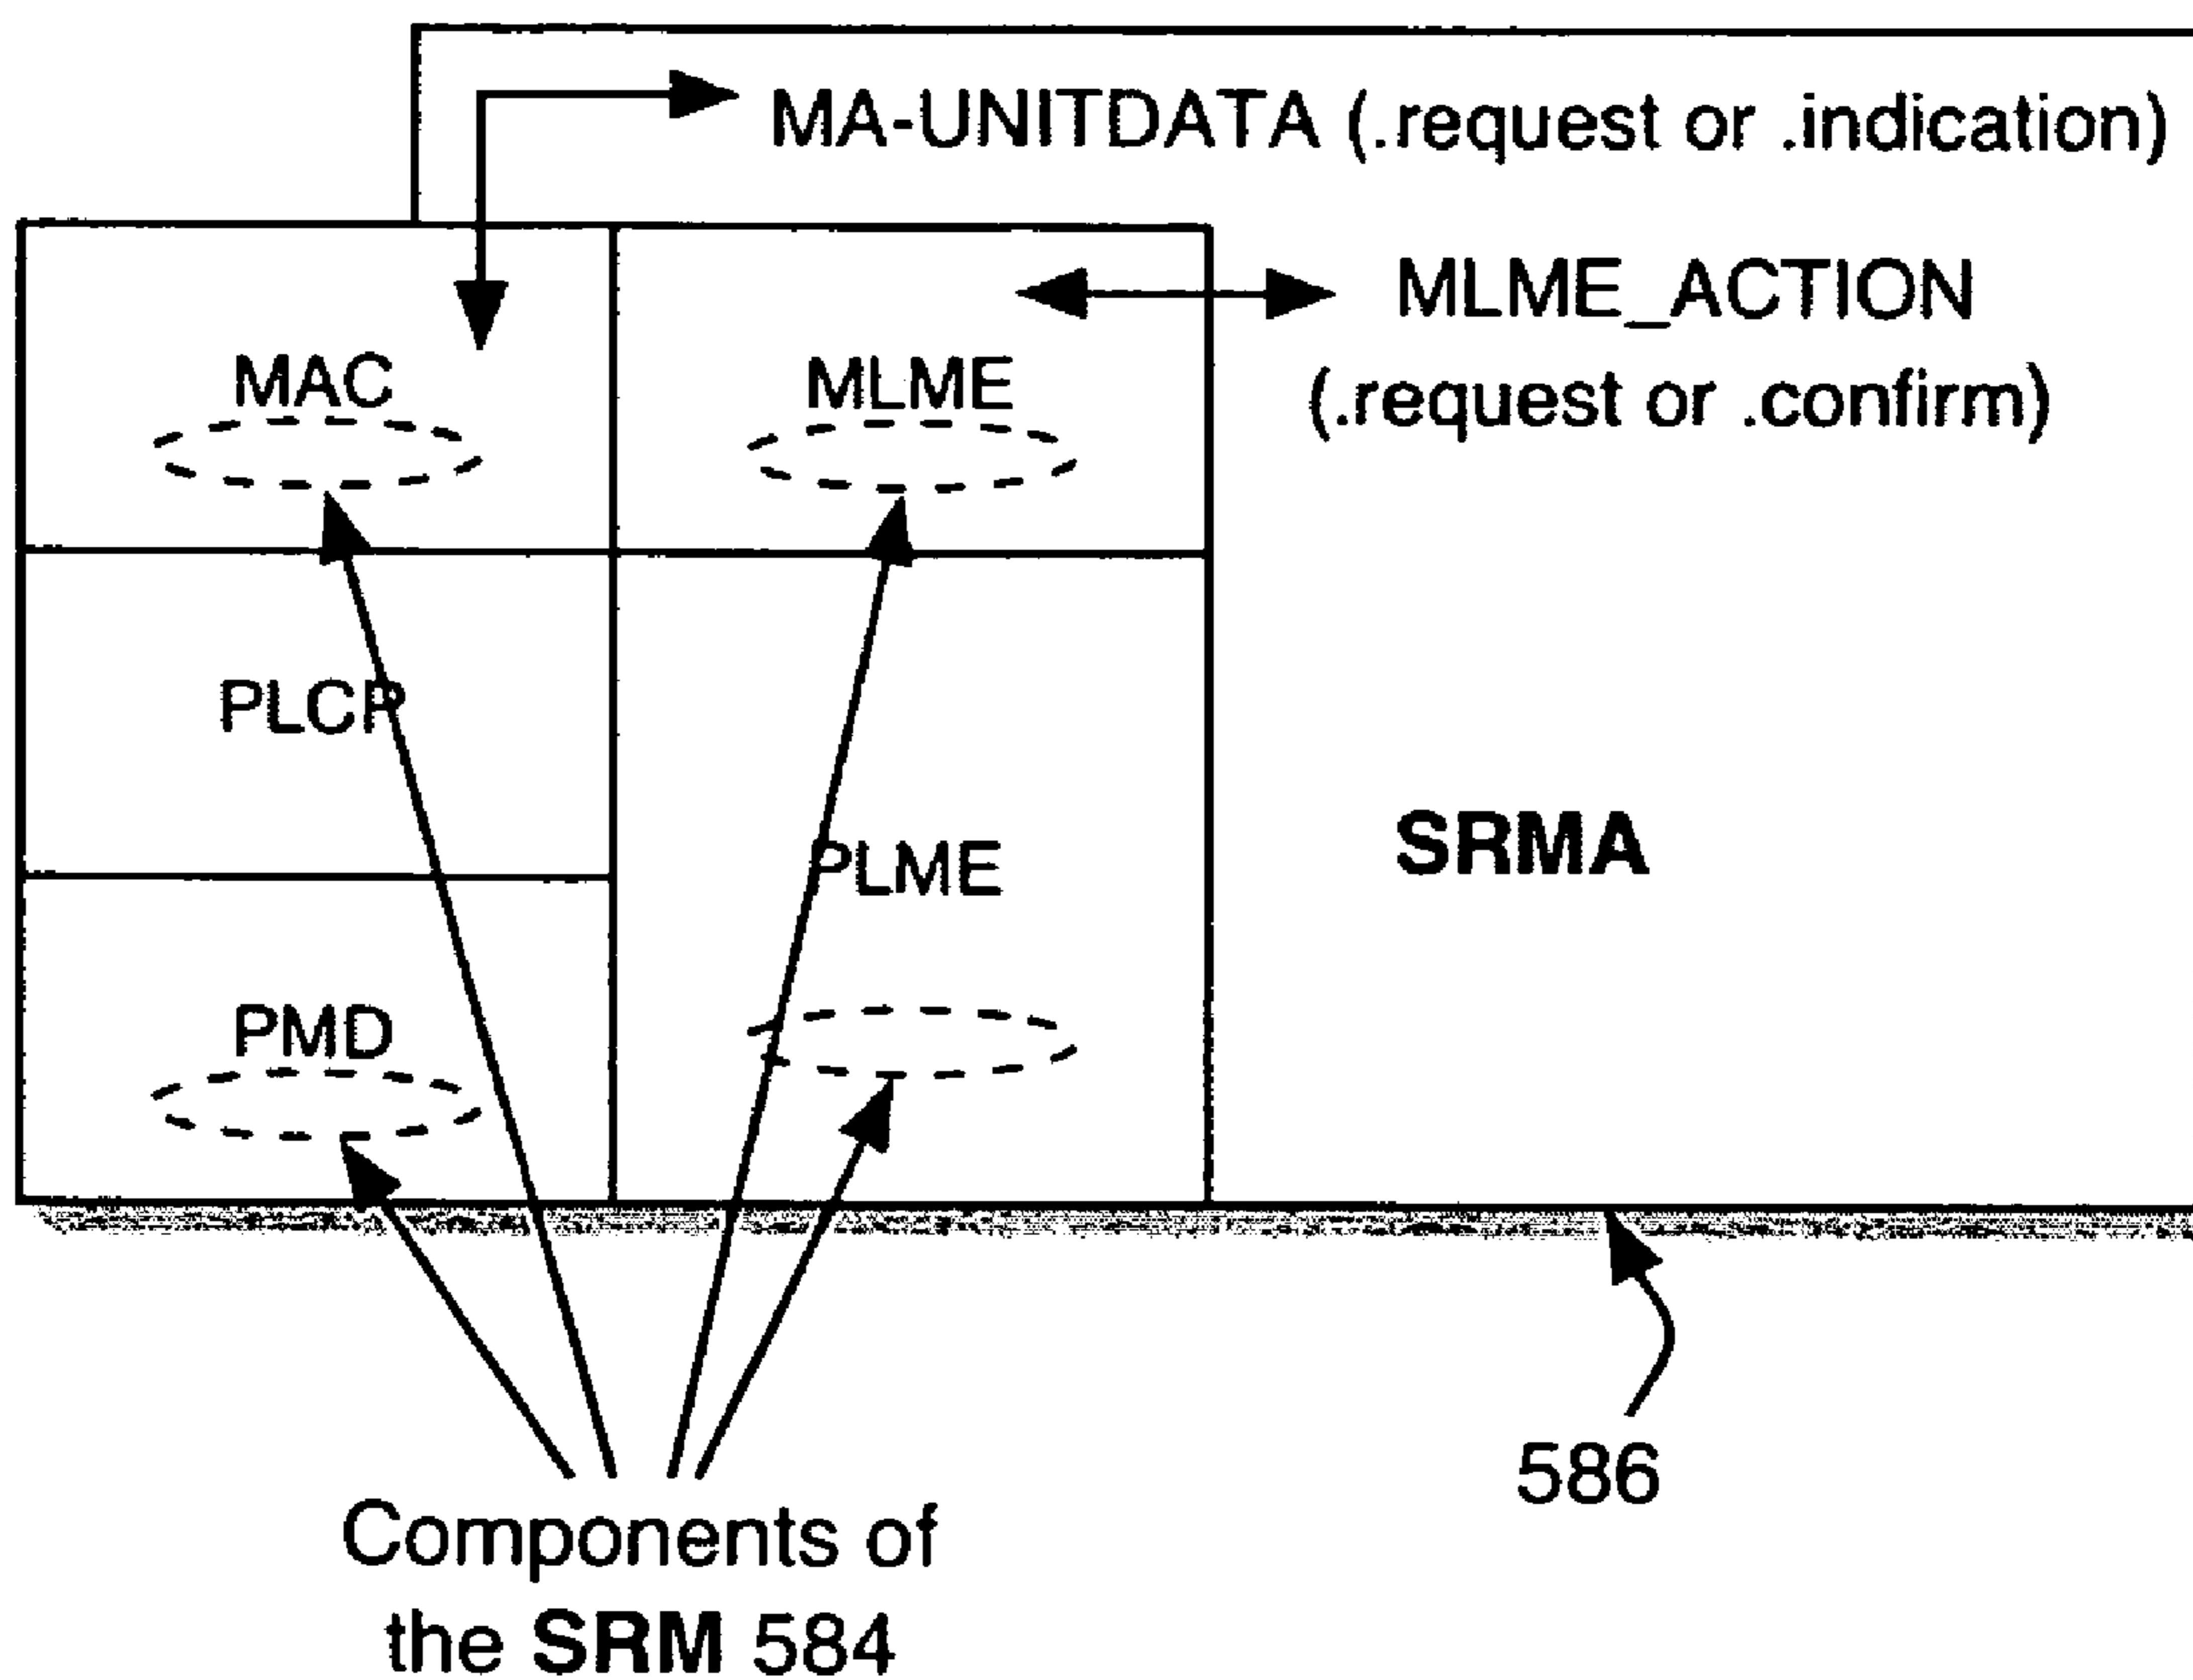 MA-UNITDATA (.request or .indication)
MLME_ACTION
(.request or .confirm)
MAC
MLME
PLCP
PLME
SRMA
PMD
586
Components of
the SRM 584